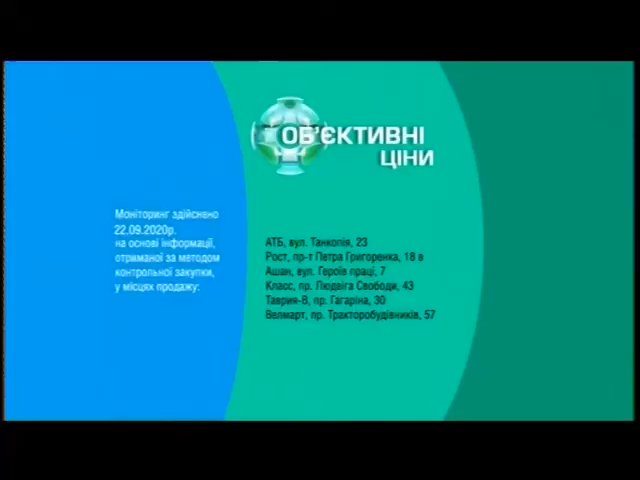 ОБ'ЄКТИВНІ
ЦІНИ
Моніторинг здійснено
22.09.2020р.
на основі інформації,
отриманої за методом
контрольної закупки,
у місцях продажу:
АТБ, вул. Танкопія, 23
Рост, пр-т Петра Григоренка, 18 в
Ашан, вул. Героїв праці, 7
Класс, пр. Людвіга Свободи, 43
Таврия-В, пр. Гагаріна, 30
Велмарт, пр. Тракторобудівників, 57